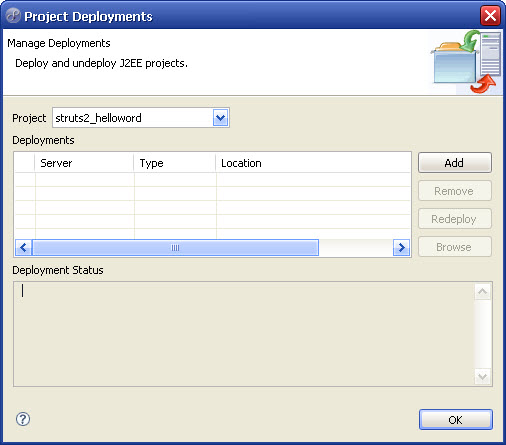 Project Deployments
Manage Deployments
Deploy and undeploy J2EE projects.
Project struts2_helloword
Deployments
Server Type Location
Add
Remove
Redeploy
Browse
Deployment Status
OK